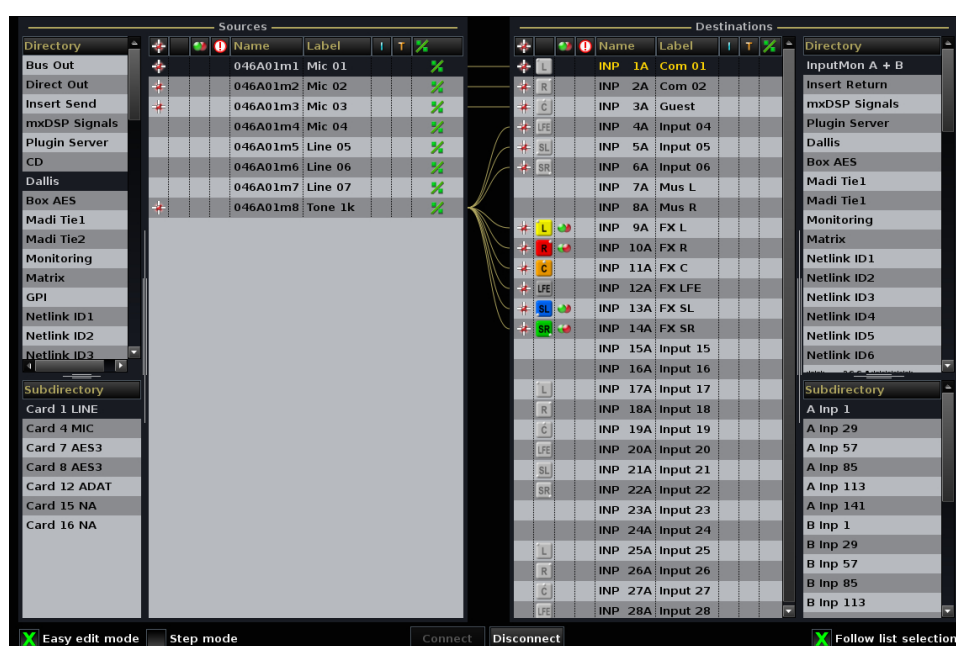 Sources
Destinations
Directory
Bus Out
Direct Out
Insert Send
mxDSP Signals
Plugin Server
CD
Dallis
Box AES
Madi Tie1
Madi Tie2
Monitoring
Matrix
GPI
Netlink ID1
Netlink ID2
Netlink ID3
Subdirectory
Card 1 LINE
Card 4 MIC
Card 7 AES3
Card 8 AES3
Card 12 ADAT
Card 15 NA
Card 16 NA
Name Label I T
046A01m1 Mic 01
046A01m2 Mic 02
046A01m3 Mic 03
046A01m4 Mic 04
046A01m5 Line 05
046A01m6 Line 06
046A01m7 Line 07
046A01m8 Tone 1k
Name Label I T
L INP 1A Com 01
R INP 2A Com 02
C INP 3A Guest
LFE INP 4A Input 04
SL INP 5A Input 05
SR INP 6A Input 06
INP 7A Mus L
INP 8A Mus R
L INP 9A FX L
R INP 10A FX R
C INP 11A FX C
LFE INP 12A FX LFE
SL INP 13A FX SL
SR INP 14A FX SR
INP 15A Input 15
INP 16A Input 16
L INP 17A Input 17
R INP 18A Input 18
C INP 19A Input 19
LFE INP 20A Input 20
SL INP 21A Input 21
SR INP 22A Input 22
INP 23A Input 23
INP 24A Input 24
L INP 25A Input 25
R INP 26A Input 26
C INP 27A Input 27
LFE INP 28A Input 28
Directory
InputMon A + B
Insert Return
mxDSP Signals
Plugin Server
Dallis
Box AES
Madi Tie1
Madi Tie1
Monitoring
Matrix
Netlink ID1
Netlink ID2
Netlink ID3
Netlink ID4
Netlink ID5
Netlink ID6
Subdirectory
A Inp 1
A Inp 29
A Inp 57
A Inp 85
A Inp 113
A Inp 141
B Inp 1
B Inp 29
B Inp 57
B Inp 85
B Inp 113
X Easy edit mode Step mode Connect Disconnect X Follow list selection